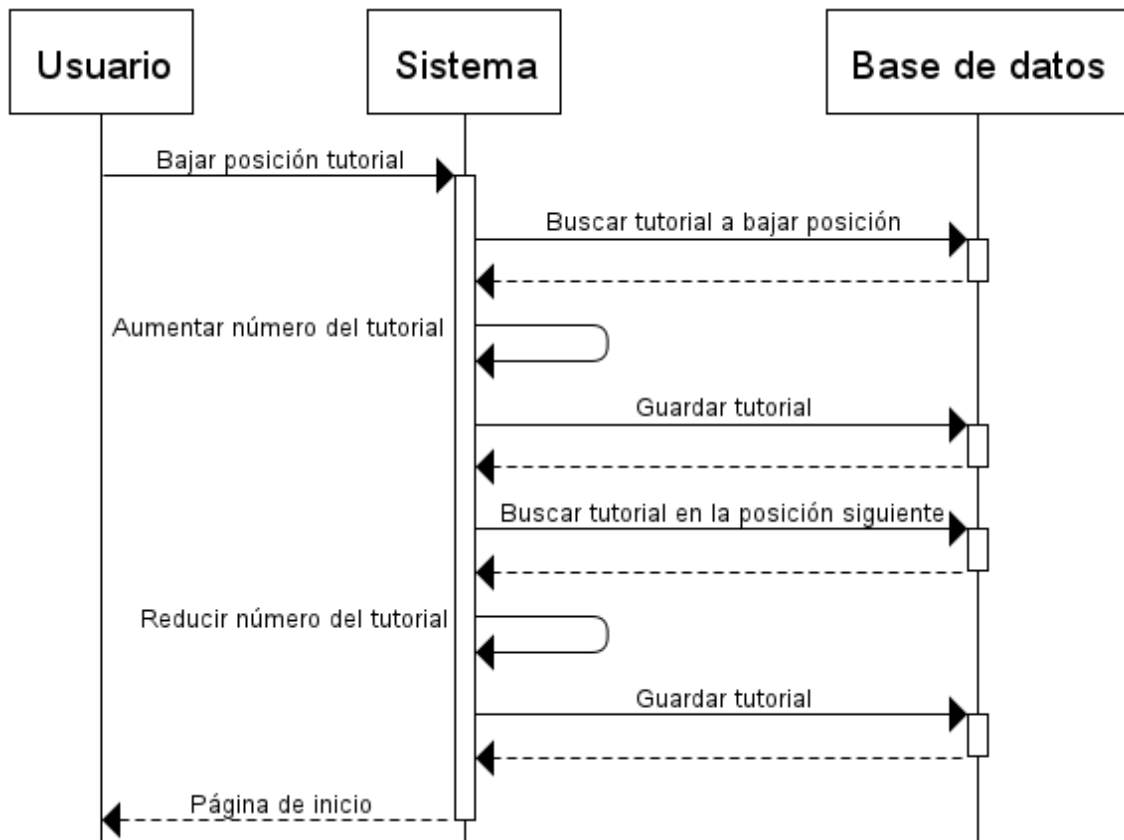 Usuario
Sistema
Base de datos
Bajar posición tutorial
Buscar tutorial a bajar posición
Aumentar número del tutorial
Guardar tutorial
Buscar tutorial en la posición siguiente
Reducir número del tutorial
Guardar tutorial
Página de inicio